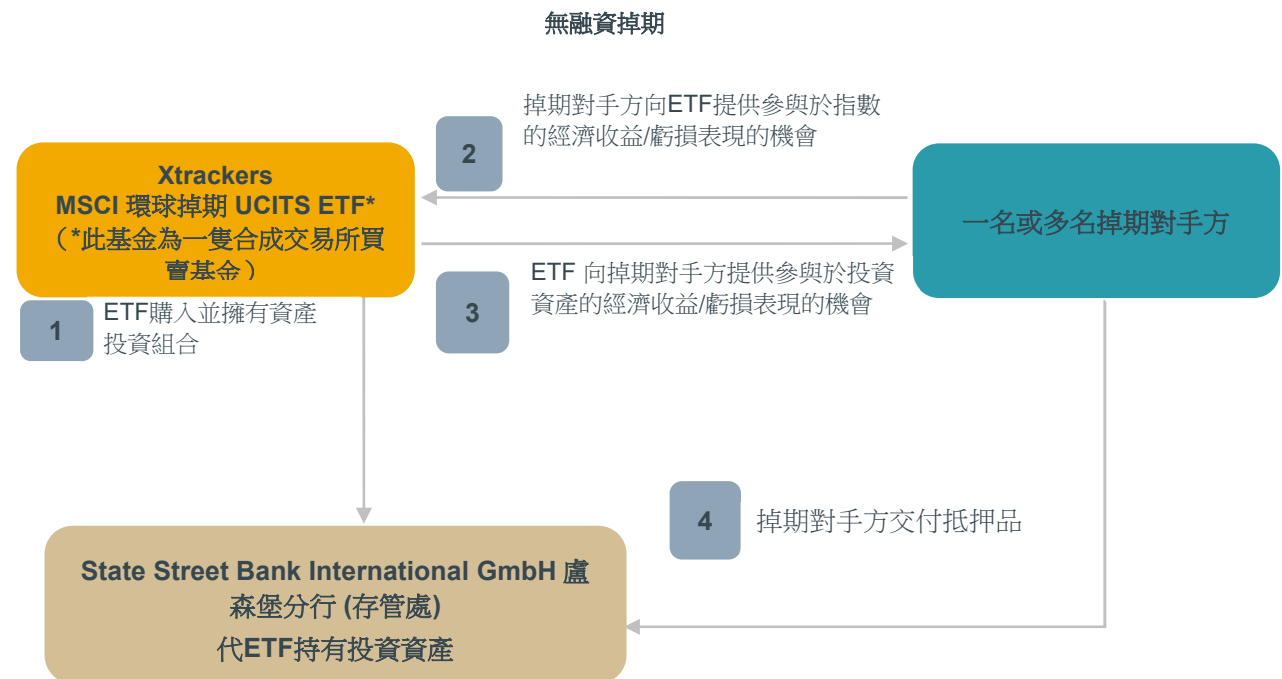 無融資掉期
掉期對手方向ETF提供參與於指數
的經濟收益/虧損表現的機會
2
Xtrackers
MSCI 環球掉期 UCITS ETF*
（*此基金為一隻合成交易所買
賣基金）
一名或多名掉期對手方
ETF 向掉期對手方提供參與於投資
資產的經濟收益/虧損表現的機會
3
1
ETF購入並擁有資產
投資組合
4
掉期對手方交付抵押品
State Street Bank International GmbH 盧
森堡分行 (存管處)
代ETF持有投資資產